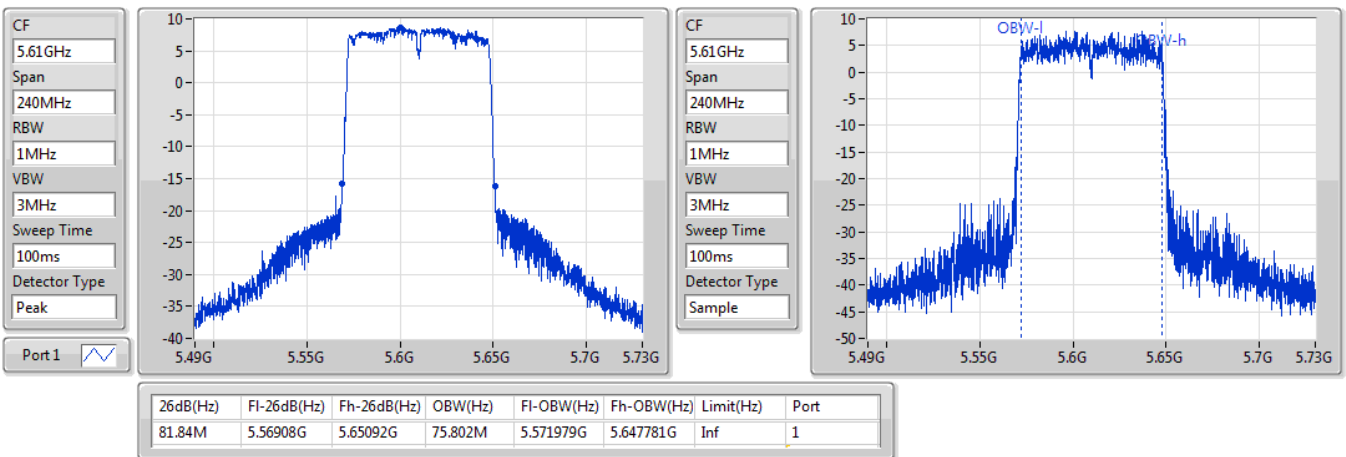 CF
5.61GHz
Span
240MHz
RBW
1MHz
VBW
3MHz
Sweep Time
100ms
Detector Type
Peak
Port 1
10
5
0
-5
-10
-15
-20
-25
-30
-35
-40
5.49G 5.55G 5.6G 5.65G 5.7G 5.73G
CF
5.61GHz
Span
240MHz
RBW
1MHz
VBW
3MHz
Sweep Time
100ms
Detector Type
Sample
OBW-l
OBW-h
10
5
0
-5
-10
-15
-20
-25
-30
-35
-40
-45
-50
5.49G 5.55G 5.6G 5.65G 5.7G 5.73G
26dB(Hz) Fl-26dB(Hz) Fh-26dB(Hz) OBW(Hz) Fl-OBW(Hz) Fh-OBW(Hz) Limit(Hz) Port
81.84M 5.56908G 5.65092G 75.802M 5.571979G 5.647781G Inf 1